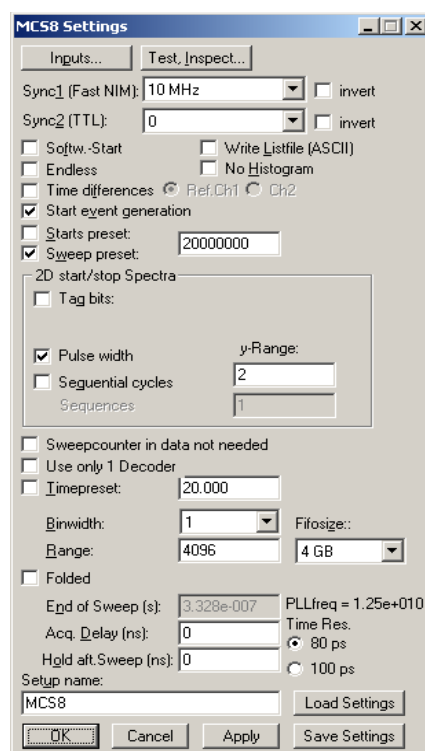 MCS8 Settings
Inputs... Test, Inspect...
Sync1 (Fast NIM): 10 MHz invert
Sync2 (TTL): 0 invert
Softw.-Start Write Listfile (ASCII)
Endless No Histogram
Time differences Ref.Ch1 Ch2
Start event generation
Starts preset:
20000000
Sweep preset:
2D start/stop Spectra
Tag bits:
Pulse width y-Range:
2
Sequential cycles
Sequences 1
Sweepcounter in data not needed
Use only 1 Decoder
Timepreset: 20.000
Binwidth: 1 Fifosize::
Range: 4096 4 GB
Folded
End of Sweep (s): 3.328e-007 PLLfreq = 1.25e+010
Time Res.
Acq. Delay (ns): 0 80 ps
Hold aft.Sweep (ns): 0 100 ps
Setup name:
MCS8 Load Settings
OK Cancel Apply Save Settings